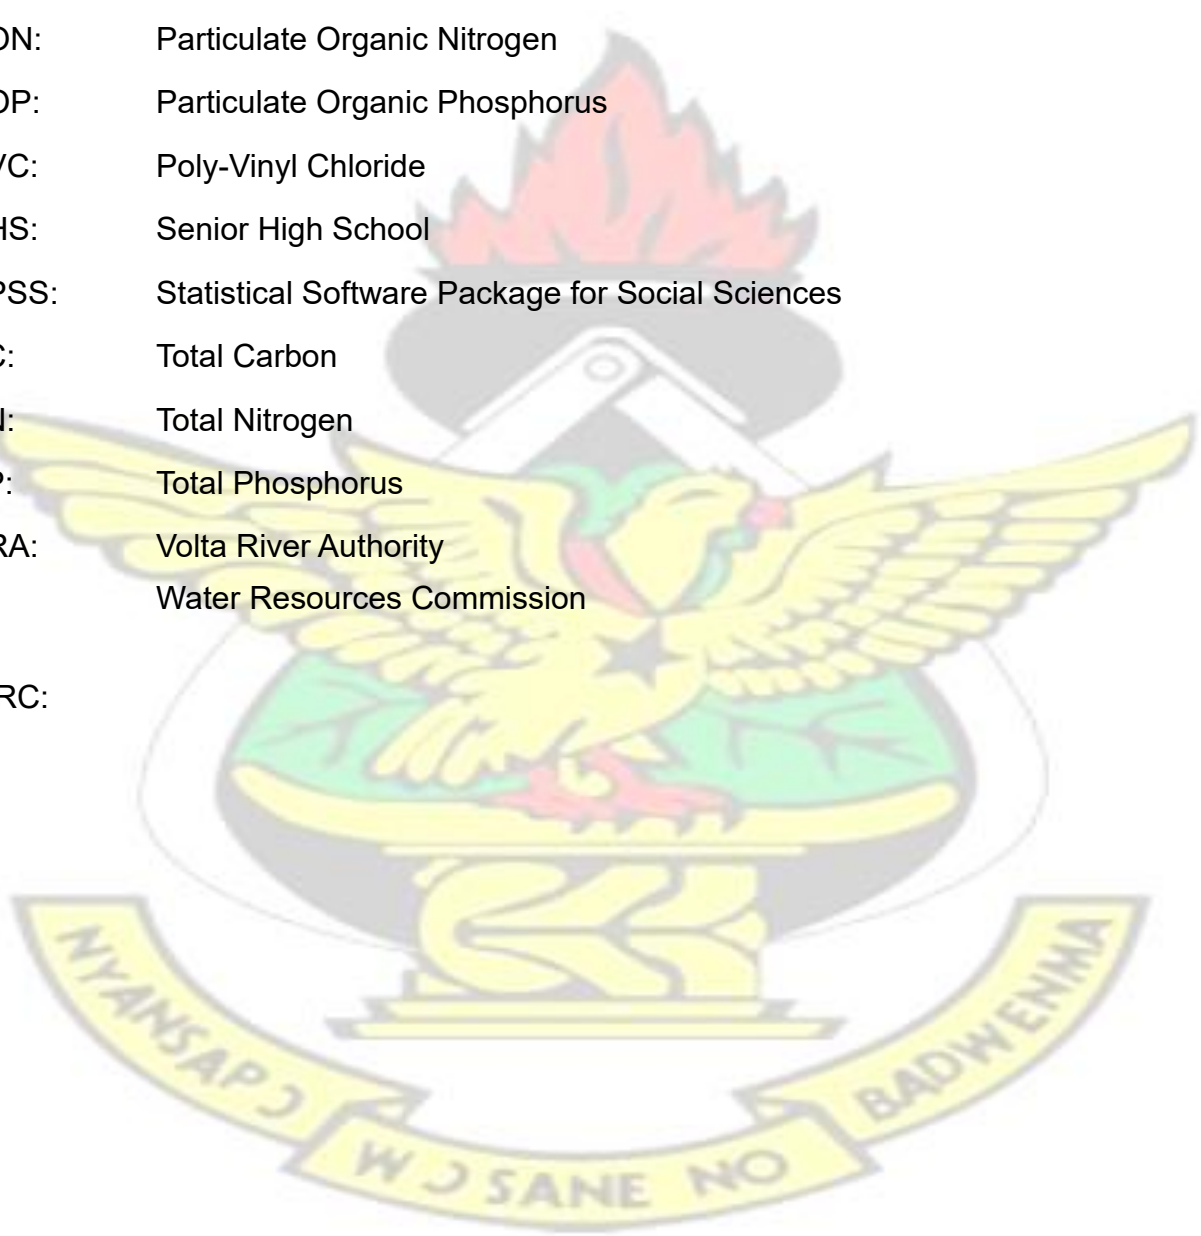 ON: Particulate Organic Nitrogen
OP: Particulate Organic Phosphorus
VC: Poly-Vinyl Chloride
HS: Senior High School
PSS: Statistical Software Package for Social Sciences
C: Total Carbon
N: Total Nitrogen
P: Total Phosphorus
RA: Volta River Authority
Water Resources Commission
RC:
NYANSAPƆ
WƆ SANE NO
BADWENMA